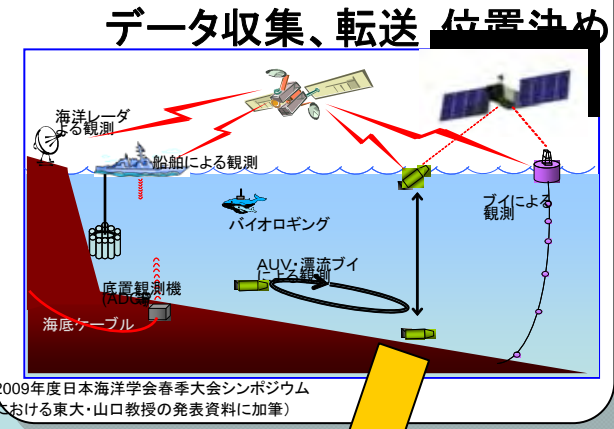 データ収集、転送 位置決め
海洋レーダ
よる観測
船舶による観測
バイオロギング
ブイによる
観測
AUV・漂流ブイ
による観測
底置観測機
海底ケーブル
2009年度日本海洋学会春季大会シンポジウム
における東大・山口教授の発表資料に加筆）